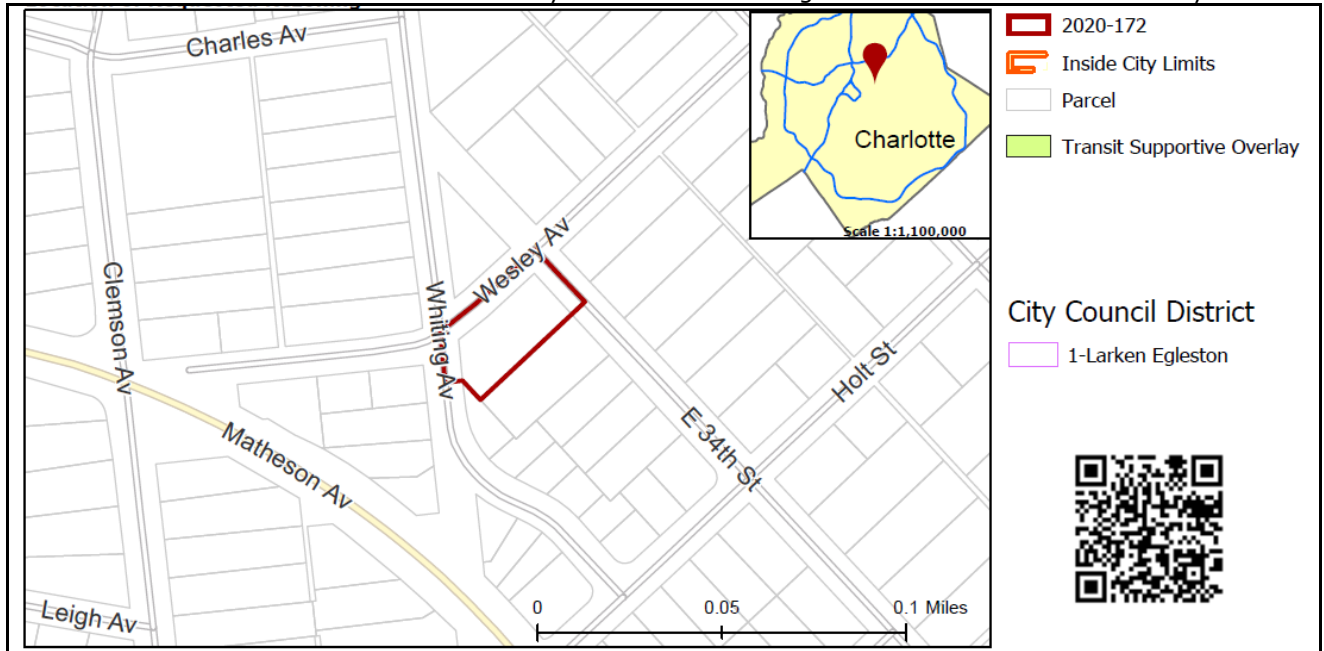 Charles Av
Clemson Av
Whiting Av
Wesley Av
Holt St
E 34th St
Matheson Av
Leigh Av
0 0.05 0.1 Miles
Charlotte
Scale 1:1,100,000
2020-172
Inside City Limits
Parcel
Transit Supportive Overlay
City Council District
1-Larken Egleston